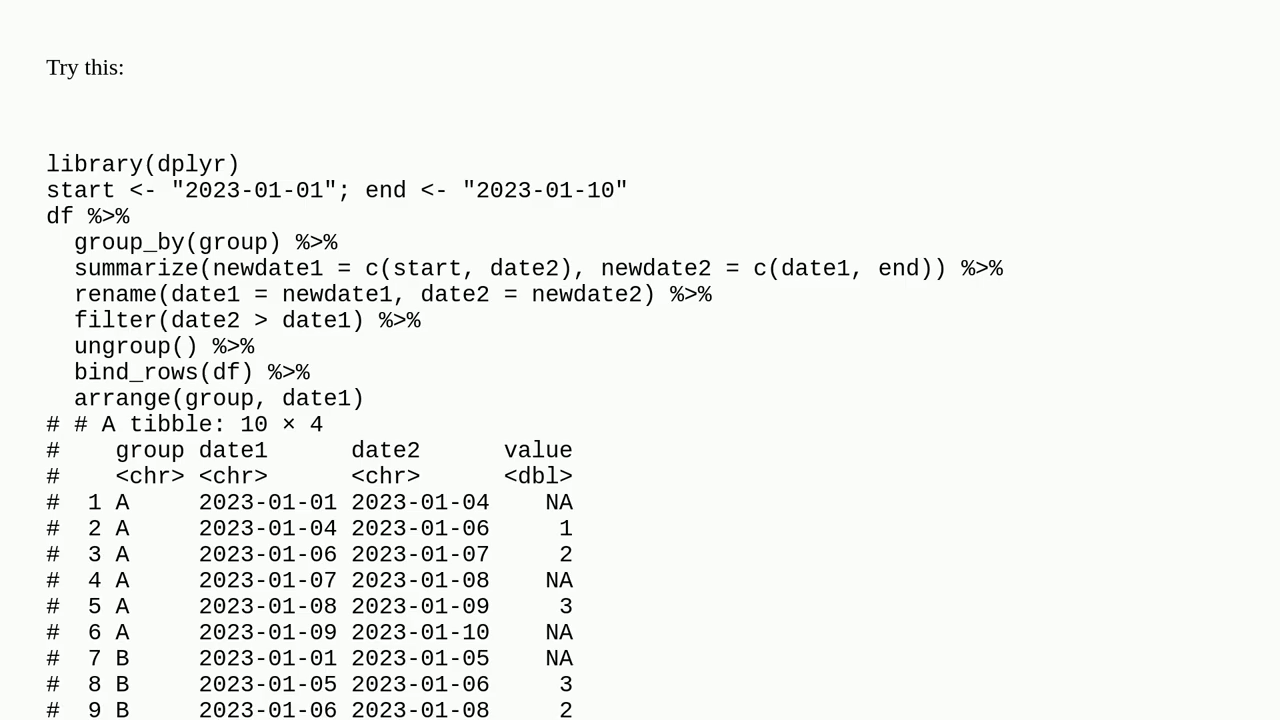 Try this:
library(dplyr)
start <- "2023-01-01"; end <- "2023-01-10"
df %>%
  group_by(group) %>%
  summarize(newdate1 = c(start, date2), newdate2 = c(date1, end)) %>%
  rename(date1 = newdate1, date2 = newdate2) %>%
  filter(date2 > date1) %>%
  ungroup() %>%
  bind_rows(df) %>%
  arrange(group, date1)
# # A tibble: 10 × 4
#    group date1      date2      value
#    <chr> <chr>      <chr>      <dbl>
#  1 A     2023-01-01 2023-01-04    NA
#  2 A     2023-01-04 2023-01-06     1
#  3 A     2023-01-06 2023-01-07     2
#  4 A     2023-01-07 2023-01-08    NA
#  5 A     2023-01-08 2023-01-09     3
#  6 A     2023-01-09 2023-01-10    NA
#  7 B     2023-01-01 2023-01-05    NA
#  8 B     2023-01-05 2023-01-06     3
#  9 B     2023-01-06 2023-01-08     2